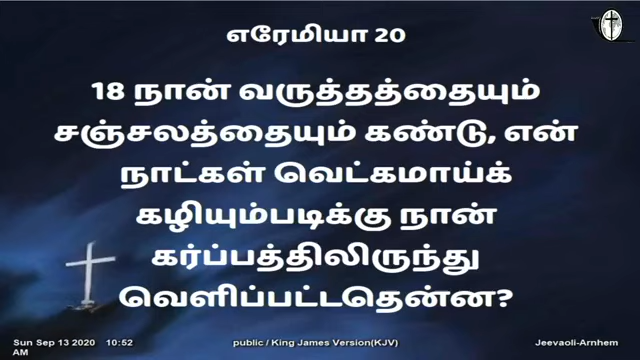 எரேமியா 20
18 நான் வருத்தத்தையும்
சஞ்சலத்தையும் கண்டு, என்
நாட்கள் வெட்கமாய்க்
கழியும்படிக்கு நான்
கர்ப்பத்திலிருந்து
வெளிப்பட்டதென்ன?
Sun Sep 13 2020 10:52 AM
public / King James Version(KJV)
Jeevaoli-Arnhem